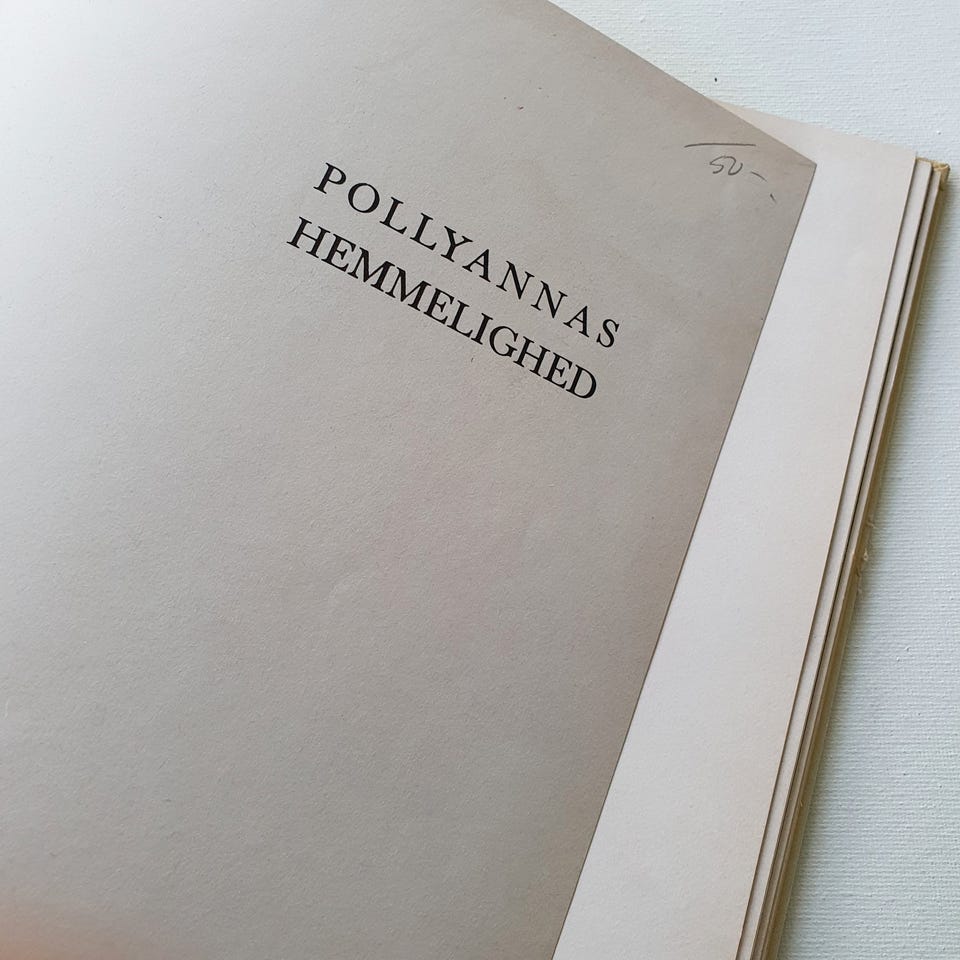 50-
POLLYANNAS
HEMMELIGHED